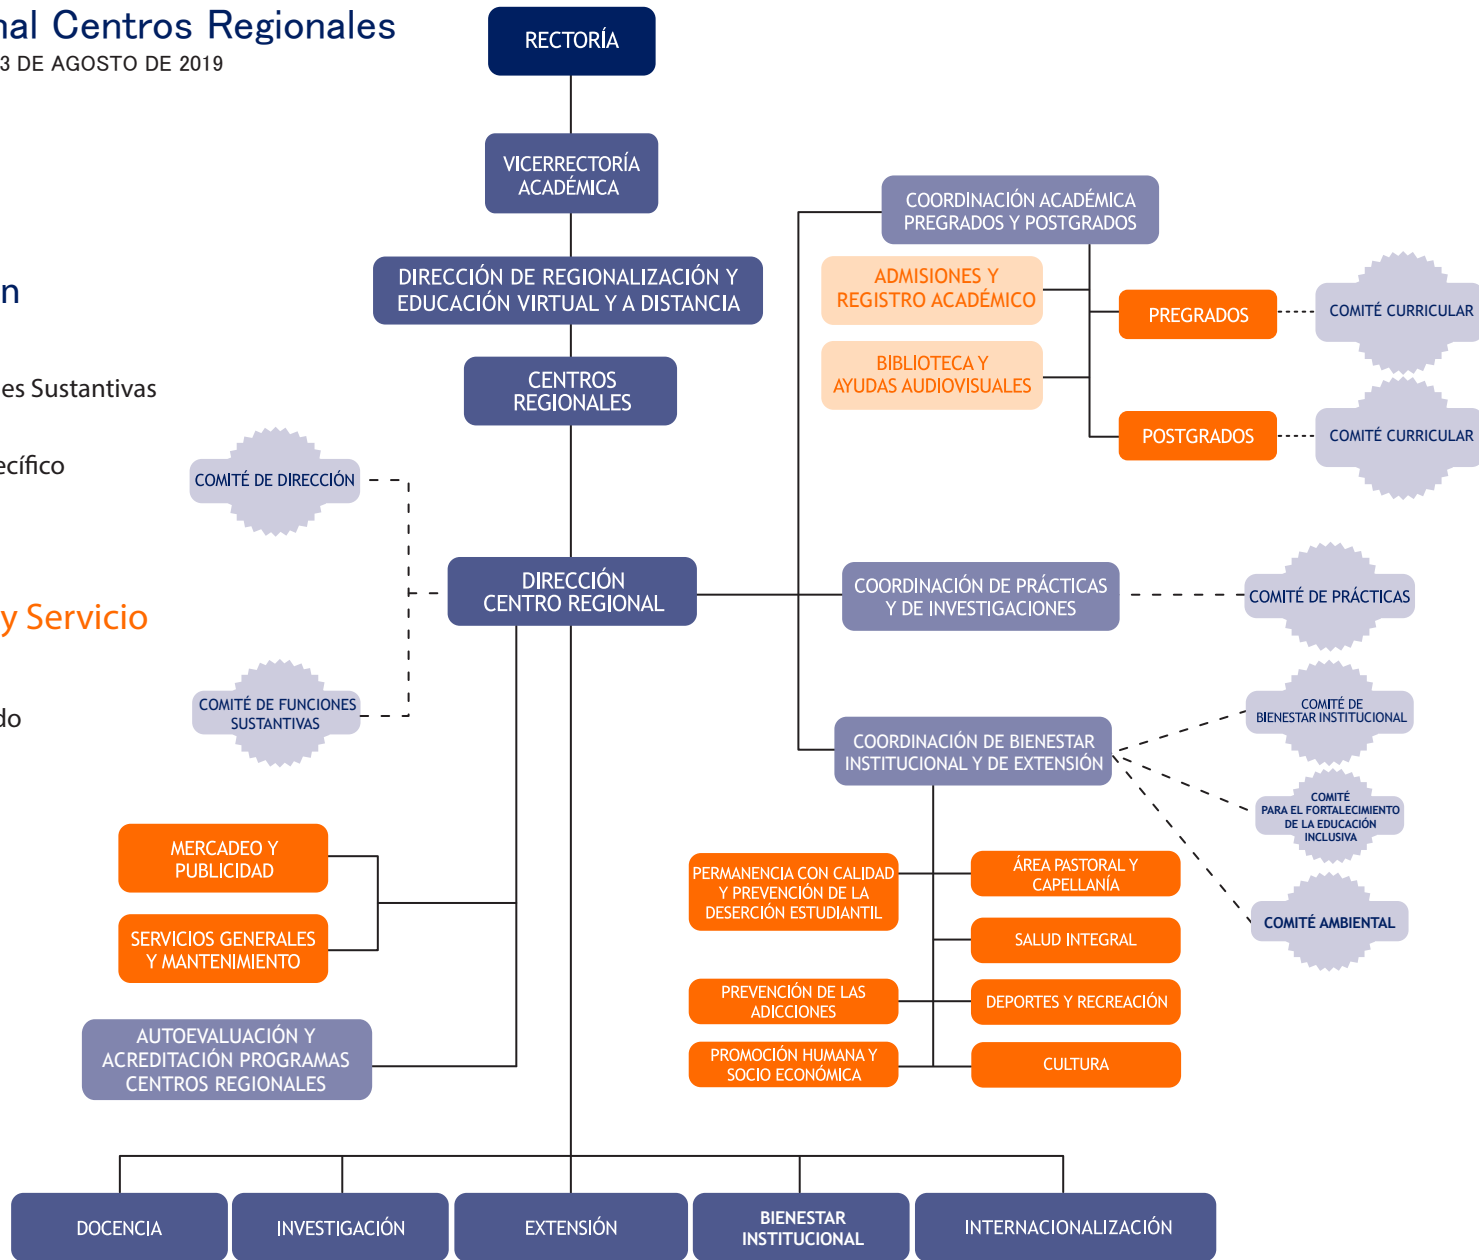 nal Centros Regionales
3 DE AGOSTO DE 2019
n
es Sustantivas
ecífico
y Servicio
do
RECTORÍA
VICERRECTORÍA
ACADÉMICA
DIRECCIÓN DE REGIONALIZACIÓN Y
EDUCACIÓN VIRTUAL Y A DISTANCIA
CENTROS
REGIONALES
COMITÉ DE DIRECCIÓN
DIRECCIÓN
CENTRO REGIONAL
COMITÉ DE FUNCIONES
SUSTANTIVAS
COORDINACIÓN ACADÉMICA
PREGRADOS Y POSTGRADOS
ADMISIONES Y
REGISTRO ACADÉMICO
PREGRADOS
COMITÉ CURRICULAR
BIBLIOTECA Y
AYUDAS AUDIOVISUALES
POSTGRADOS
COMITÉ CURRICULAR
COORDINACIÓN DE PRÁCTICAS
Y DE INVESTIGACIONES
COMITÉ DE PRÁCTICAS
COORDINACIÓN DE BIENESTAR
INSTITUCIONAL Y DE EXTENSIÓN
COMITÉ DE
BIENESTAR INSTITUCIONAL
COMITÉ
PARA EL FORTALECIMIENTO
DE LA EDUCACIÓN
INCLUSIVA
COMITÉ AMBIENTAL
MERCADEO Y
PUBLICIDAD
SERVICIOS GENERALES
Y MANTENIMIENTO
AUTOEVALUACIÓN Y
ACREDITACIÓN PROGRAMAS
CENTROS REGIONALES
PERMANENCIA CON CALIDAD
Y PREVENCIÓN DE LA
DESERCIÓN ESTUDIANTIL
ÁREA PASTORAL Y
CAPELLANÍA
SALUD INTEGRAL
PREVENCIÓN DE LAS
ADICCIONES
DEPORTES Y RECREACIÓN
PROMOCIÓN HUMANA Y
SOCIO ECONÓMICA
CULTURA
DOCENCIA
INVESTIGACIÓN
EXTENSIÓN
BIENESTAR
INSTITUCIONAL
INTERNACIONALIZACIÓN